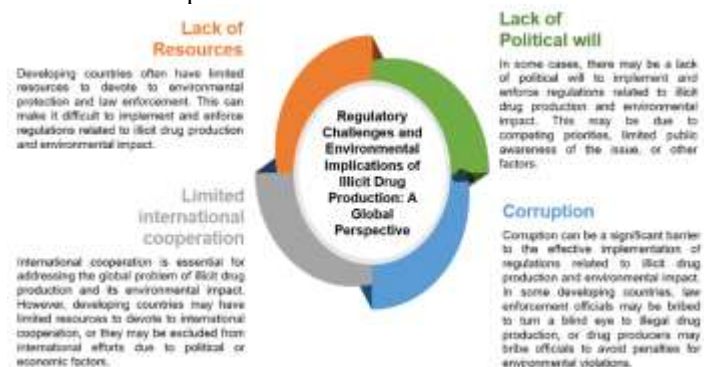 Lack of
Resources
Developing countries often have limited
resources to devote to environmental
protection and law enforcement. This can
make it difficult to implement and enforce
regulations related to illicit drug production
and environmental impact.
Lack of
Political will
In some cases, there may be a lack
of political will to implement and
enforce regulations related to illicit
drug production and environmental
impact. This may be due to
competing priorities, limited public
awareness of the issue, or other
factors.
Regulatory
Challenges and
Environmental
Implications of
Illicit Drug
Production: A
Global
Perspective
Limited
international
cooperation
International cooperation is essential for
addressing the global problem of illicit drug
production and its environmental impact.
However, developing countries may have
limited resources to devote to international
cooperation, or they may be excluded from
international efforts due to political or
economic factors.
Corruption
Corruption can be a significant barrier
to the effective implementation of
regulations related to illicit drug
production and environmental impact.
In some developing countries, law
enforcement officials may be bribed
to turn a blind eye to illegal drug
production, or drug producers may
bribe officials to avoid penalties for
environmental violations.